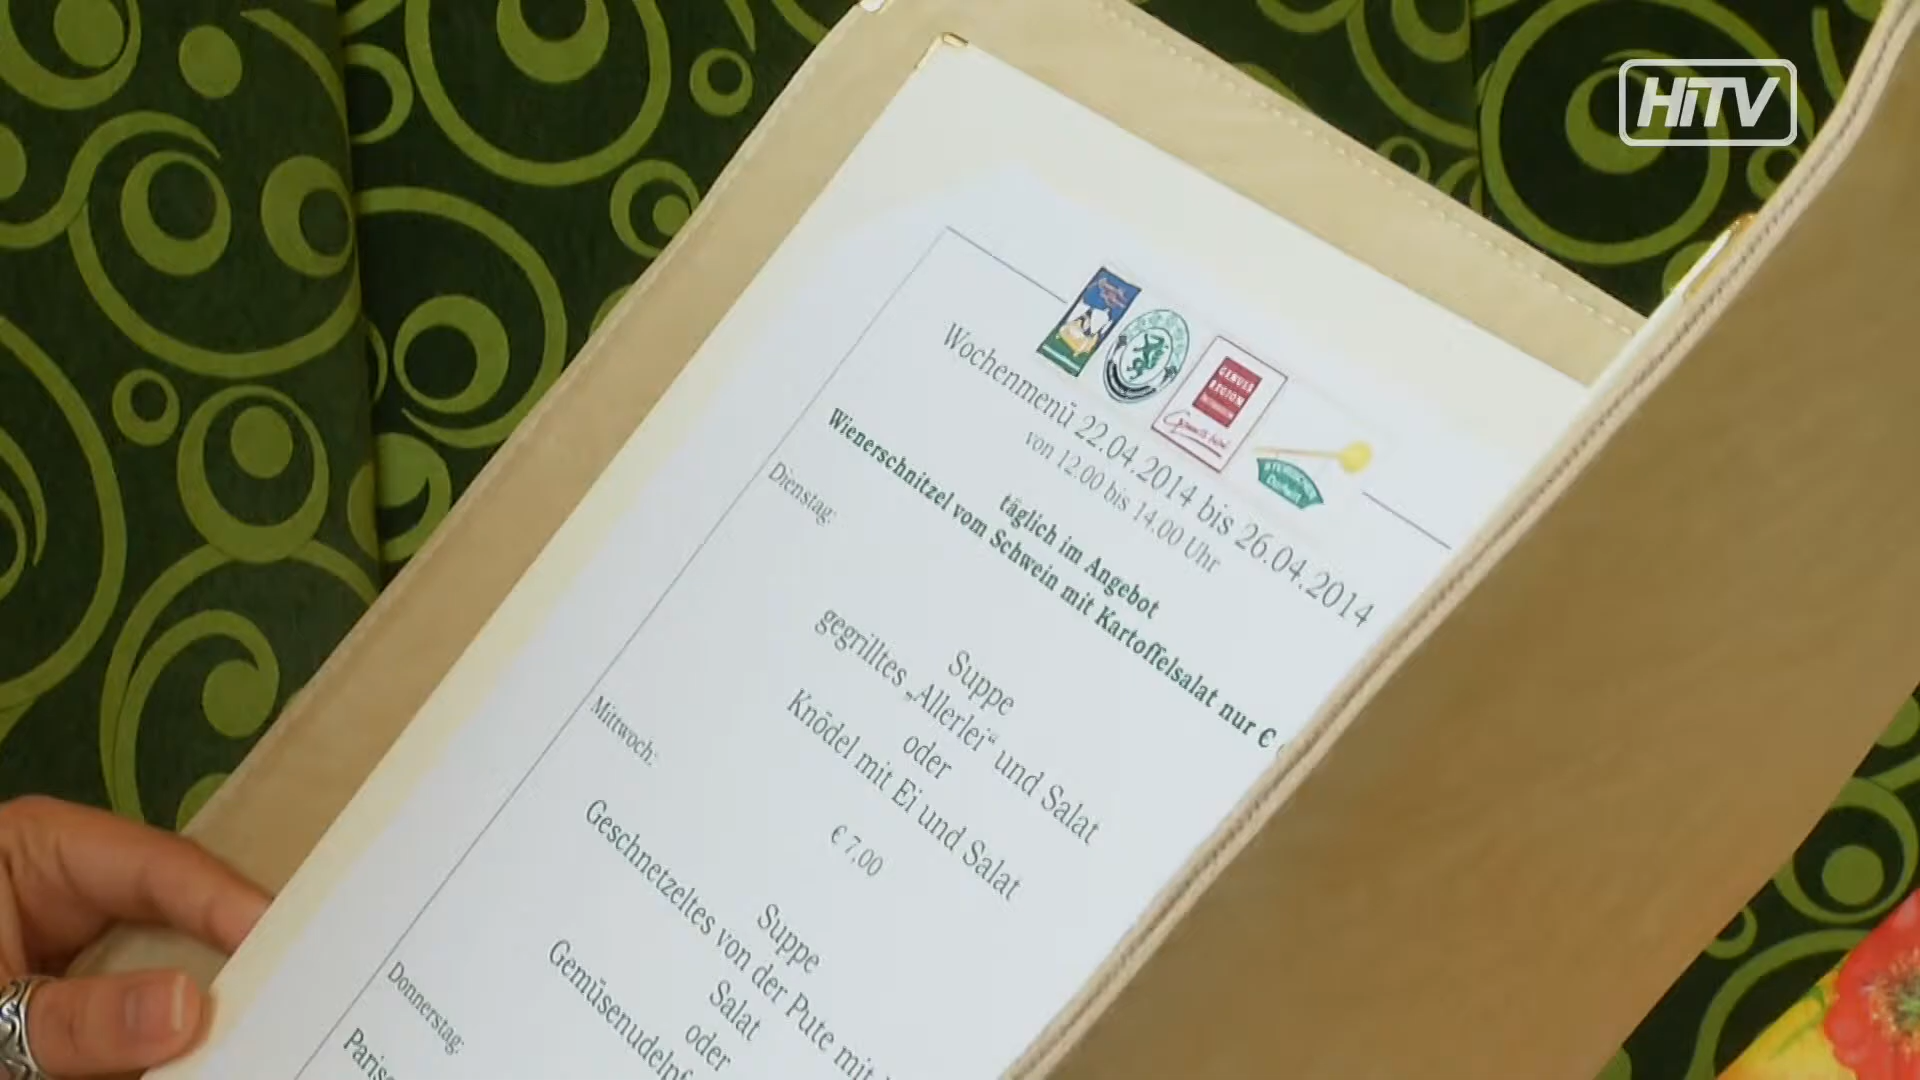 HiTV
GENUSS
REGION
Wochenmenü 22.04.2014 bis 26.04.2014
von 12.00 bis 14.00 Uhr
täglich im Angebot
Wienerschnitzel vom Schwein mit Kartoffelsalat nur €
Dienstag:
Suppe
gegrilltes „Allerlei“ und Salat
oder
Knödel mit Ei und Salat
€ 7,00
Mittwoch:
Suppe
Geschnetzeltes von der Pute mit
Salat
oder
Donnerstag: